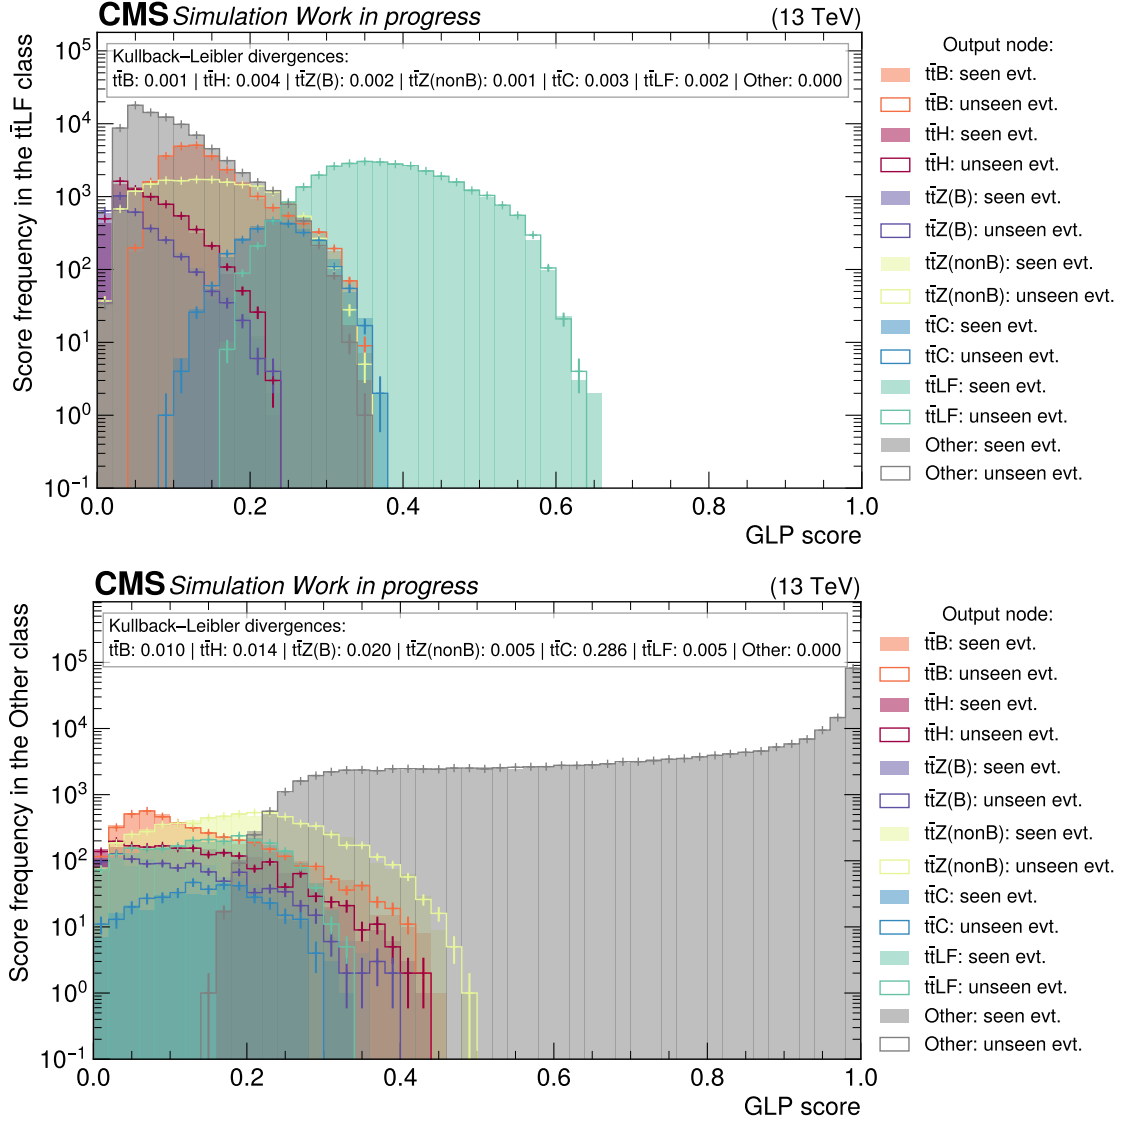 CMS Simulation Work in progress (13 TeV)
Kullback–Leibler divergences:
tt̄B: 0.001 | tt̄H: 0.004 | tt̄Z(B): 0.002 | tt̄Z(nonB): 0.001 | tt̄C: 0.003 | tt̄LF: 0.002 | Other: 0.000
Score frequency in the tt̄LF class
10⁵
10⁴
10³
10²
10¹
10⁰
10⁻¹
0.0 0.2 0.4 0.6 0.8 1.0
GLP score
Output node:
tt̄B: seen evt.
tt̄B: unseen evt.
tt̄H: seen evt.
tt̄H: unseen evt.
tt̄Z(B): seen evt.
tt̄Z(B): unseen evt.
tt̄Z(nonB): seen evt.
tt̄Z(nonB): unseen evt.
tt̄C: seen evt.
tt̄C: unseen evt.
tt̄LF: seen evt.
tt̄LF: unseen evt.
Other: seen evt.
Other: unseen evt.
CMS Simulation Work in progress (13 TeV)
Kullback–Leibler divergences:
tt̄B: 0.010 | tt̄H: 0.014 | tt̄Z(B): 0.020 | tt̄Z(nonB): 0.005 | tt̄C: 0.286 | tt̄LF: 0.005 | Other: 0.000
Score frequency in the Other class
10⁵
10⁴
10³
10²
10¹
10⁰
10⁻¹
0.0 0.2 0.4 0.6 0.8 1.0
GLP score
Output node:
tt̄B: seen evt.
tt̄B: unseen evt.
tt̄H: seen evt.
tt̄H: unseen evt.
tt̄Z(B): seen evt.
tt̄Z(B): unseen evt.
tt̄Z(nonB): seen evt.
tt̄Z(nonB): unseen evt.
tt̄C: seen evt.
tt̄C: unseen evt.
tt̄LF: seen evt.
tt̄LF: unseen evt.
Other: seen evt.
Other: unseen evt.